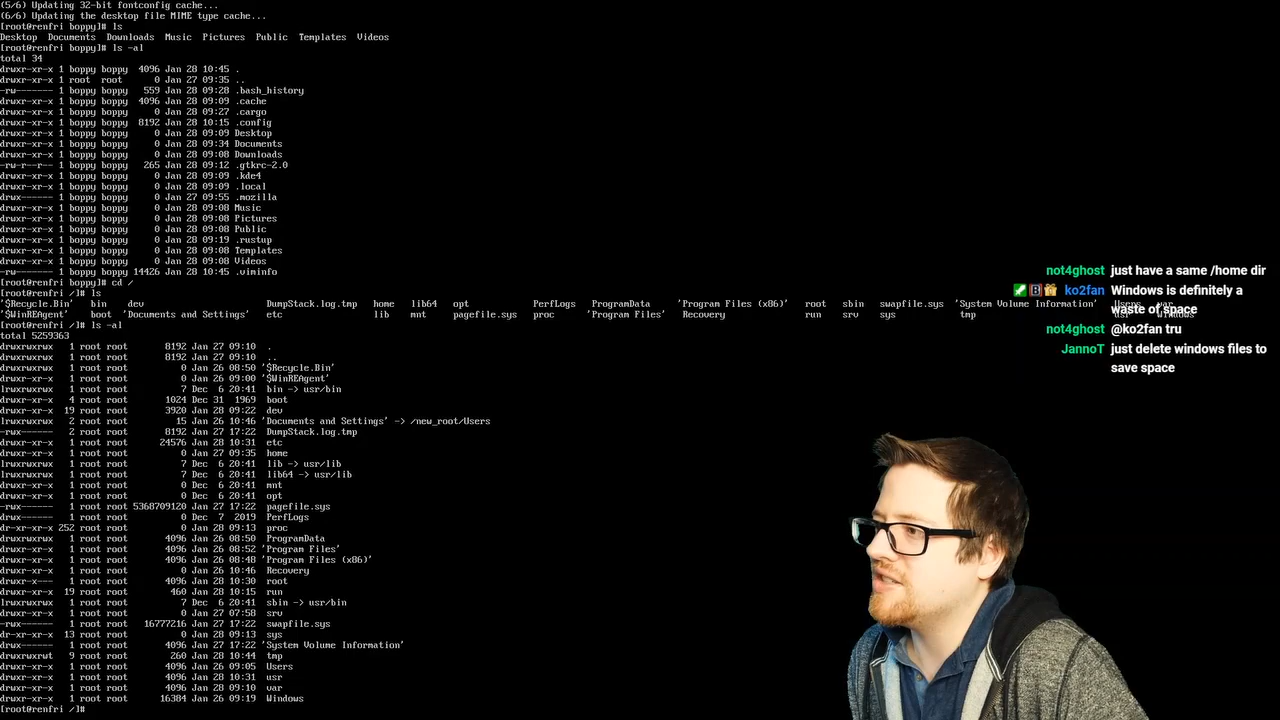 (5/6) Updating 32-bit fontconfig cache...
(6/6) Updating the desktop file MIME type cache...
[root@renfri boppy]# ls
Desktop  Documents  Downloads  Music  Pictures  Public  Templates  Videos
[root@renfri boppy]# ls -al
total 34
drwxr-xr-x 1 boppy boppy  4096 Jan 28 10:45 .
drwxr-xr-x 1 root  root      0 Jan 27 09:35 ..
-rw------- 1 boppy boppy   559 Jan 28 09:28 .bash_history
drwxr-xr-x 1 boppy boppy  4096 Jan 28 09:09 .cache
drwxr-xr-x 1 boppy boppy     0 Jan 28 09:27 .cargo
drwxr-xr-x 1 boppy boppy  8192 Jan 28 10:15 .config
drwxr-xr-x 1 boppy boppy     0 Jan 28 09:09 Desktop
drwxr-xr-x 1 boppy boppy     0 Jan 28 09:34 Documents
drwxr-xr-x 1 boppy boppy     0 Jan 28 09:08 Downloads
-rw-r--r-- 1 boppy boppy   265 Jan 28 09:12 .gtkrc-2.0
drwxr-xr-x 1 boppy boppy     0 Jan 28 09:09 .kde4
drwxr-xr-x 1 boppy boppy     0 Jan 28 09:09 .local
drwx------ 1 boppy boppy     0 Jan 27 09:55 .mozilla
drwxr-xr-x 1 boppy boppy     0 Jan 28 09:08 Music
drwxr-xr-x 1 boppy boppy     0 Jan 28 09:08 Pictures
drwxr-xr-x 1 boppy boppy     0 Jan 28 09:08 Public
drwxr-xr-x 1 boppy boppy     0 Jan 28 09:19 .rustup
drwxr-xr-x 1 boppy boppy     0 Jan 28 09:08 Templates
drwxr-xr-x 1 boppy boppy     0 Jan 28 09:08 Videos
-rw------- 1 boppy boppy 14426 Jan 28 10:45 .viminfo
[root@renfri boppy]# cd /
[root@renfri /]# ls
'$Recycle.Bin'  bin  dev  DumpStack.log.tmp  home  lib64  opt  PerfLogs  ProgramData  'Program Files (x86)'  root  sbin  swapfile.sys  'System Volume Information'  Users  var
'$WinREAgent'  boot  'Documents and Settings'  etc  lib  mnt  pagefile.sys  proc  'Program Files'  Recovery  run  srv  sys  tmp  usr  Windows
[root@renfri /]# ls -al
total 5259363
drwxrwxrwx   1 root root       8192 Jan 27 09:10  .
drwxrwxrwx   1 root root       8192 Jan 27 09:10  ..
drwxrwxrwx   1 root root          0 Jan 26 08:50 '$Recycle.Bin'
drwxr-xr-x   1 root root          0 Jan 26 09:00 '$WinREAgent'
lrwxrwxrwx   1 root root          7 Dec  6 20:41  bin -> usr/bin
drwxr-xr-x   4 root root       1024 Dec 31  1969  boot
drwxr-xr-x  19 root root       3920 Jan 28 09:22  dev
lrwxrwxrwx   2 root root         15 Jan 26 10:46 'Documents and Settings' -> /new_root/Users
-rwx------   2 root root       8192 Jan 27 17:22  DumpStack.log.tmp
drwxr-xr-x   1 root root      24576 Jan 28 10:31  etc
drwxr-xr-x   1 root root          0 Jan 27 09:35  home
lrwxrwxrwx   1 root root          7 Dec  6 20:41  lib -> usr/lib
lrwxrwxrwx   1 root root          7 Dec  6 20:41  lib64 -> usr/lib
drwxr-xr-x   1 root root          0 Dec  6 20:41  mnt
drwxr-xr-x   1 root root          0 Dec  6 20:41  opt
-rwx------   1 root root 5368709120 Jan 27 17:22  pagefile.sys
drwx------   1 root root          0 Dec  7  2019  PerfLogs
dr-xr-xr-x 252 root root          0 Jan 28 09:13  proc
drwxrwxrwx   1 root root       4096 Jan 26 08:50  ProgramData
drwxr-xr-x   1 root root       4096 Jan 26 08:52 'Program Files'
drwxr-xr-x   1 root root       4096 Jan 26 08:48 'Program Files (x86)'
drwxr-xr-x   1 root root          0 Jan 26 10:46  Recovery
drwxr-x---   1 root root       4096 Jan 28 10:30  root
drwxr-xr-x  19 root root        460 Jan 28 10:15  run
lrwxrwxrwx   1 root root          7 Dec  6 20:41  sbin -> usr/bin
drwxr-xr-x   1 root root          0 Jan 27 07:58  srv
-rwx------   1 root root   16777216 Jan 27 17:22  swapfile.sys
dr-xr-xr-x  13 root root          0 Jan 28 09:13  sys
drwx------   1 root root       4096 Jan 27 17:22 'System Volume Information'
drwxrwxrwt   9 root root        260 Jan 28 10:44  tmp
drwxr-xr-x   1 root root       4096 Jan 26 09:05  Users
drwxr-xr-x   1 root root       4096 Jan 28 10:31  usr
drwxr-xr-x   1 root root       4096 Jan 28 09:10  var
drwxr-xr-x   1 root root      16384 Jan 26 09:19  Windows
[root@renfri /]#
not4ghost just have a same /home dir
ko2fan Windows is definitely a
waste of space
not4ghost @ko2fan tru
JannoT just delete windows files to
save space